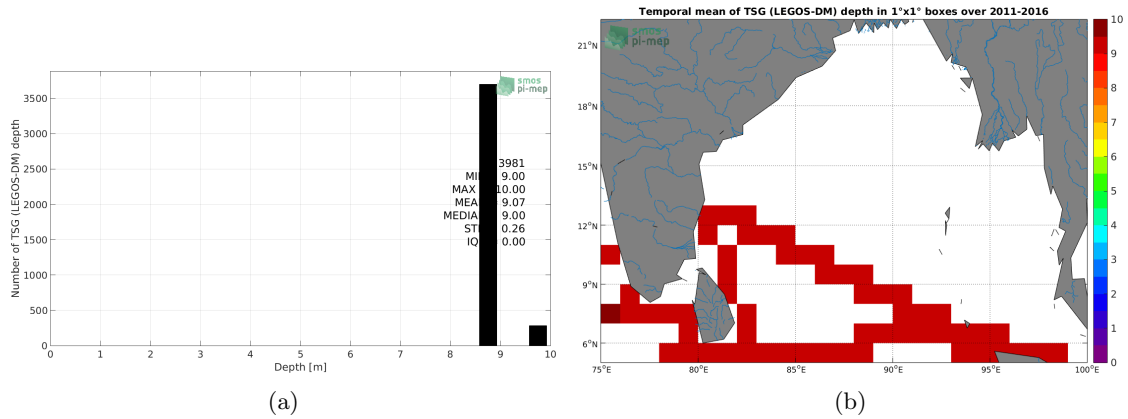 3500
3000
2500
2000
1500
1000
500
0
Number of TSG (LEGOS-DM) depth
smos
pi-mep
3981
9.00
MAX 10.00
9.07
MEDIAN 9.00
0.26
0.00
0 1 2 3 4 5 6 7 8 9 10
Depth [m]
(a)
Temporal mean of TSG (LEGOS-DM) depth in 1°x1° boxes over 2011-2016
smos
pi-mep
21°N
18°N
15°N
12°N
9°N
6°N
75°E 80°E 85°E 90°E 95°E 100°E
10
9
8
7
6
5
4
3
2
1
0
(b)